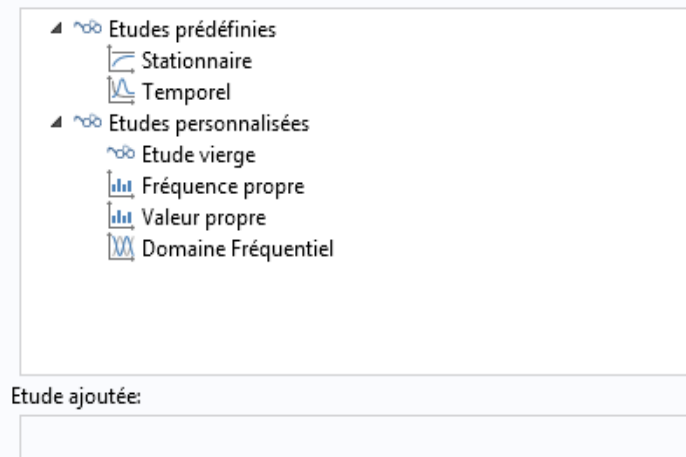 Etudes prédéfinies
Stationnaire
Temporel
Etudes personnalisées
Etude vierge
Fréquence propre
Valeur propre
Domaine Fréquentiel
Etude ajoutée: